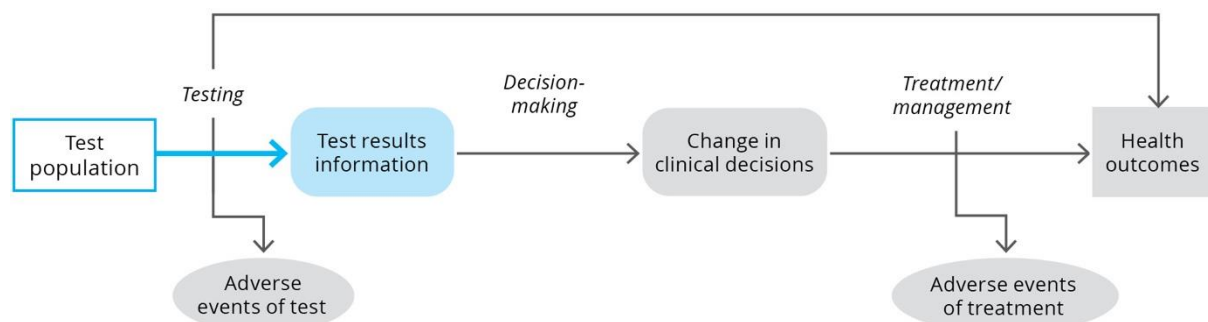 Testing
Decision-
making
Treatment/
management
Test
population
Test results
information
Change in
clinical decisions
Health
outcomes
Adverse
events of test
Adverse events
of treatment